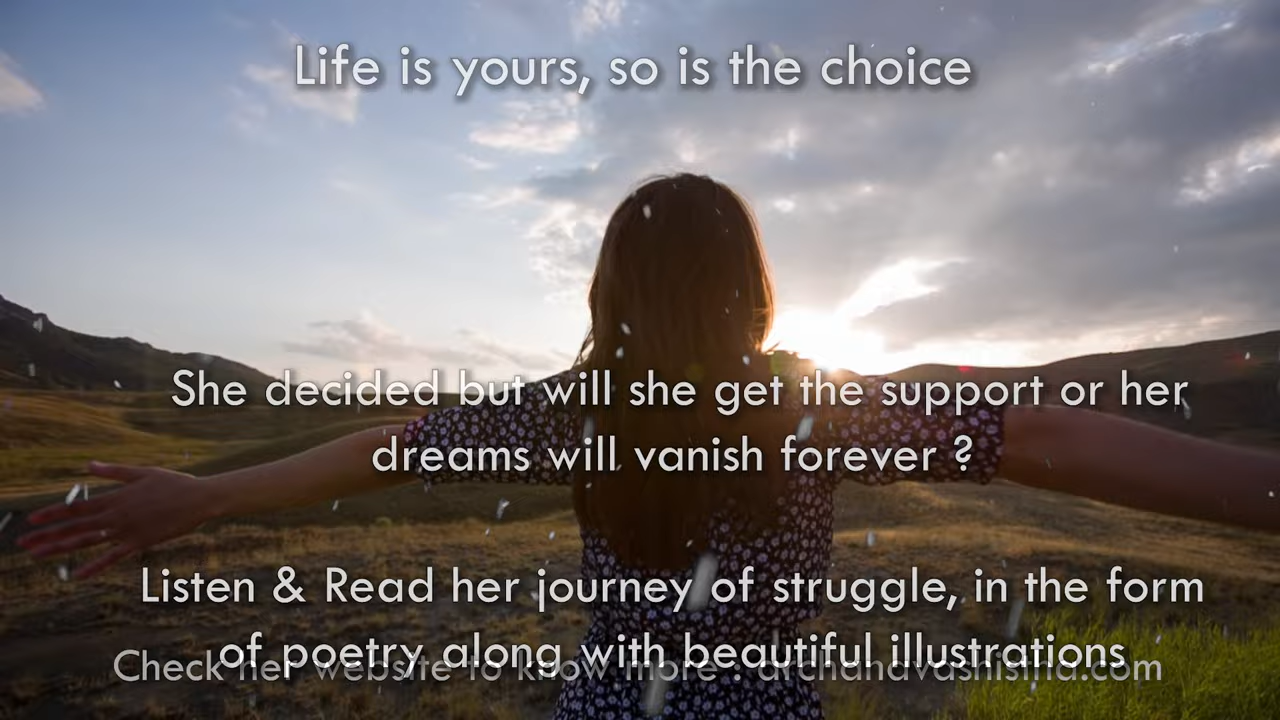 Life is yours, so is the choice
She decided but will she get the support or her
dreams will vanish forever ?
Listen & Read her journey of struggle, in the form
of poetry along with beautiful illustrations
Check her website to know more : archanavashistha.com